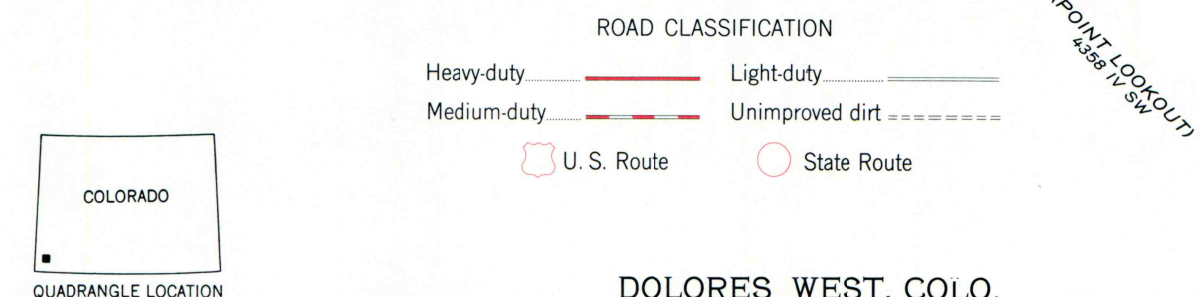 ROAD CLASSIFICATION
Heavy-duty Light-duty
Medium-duty Unimproved dirt
U. S. Route State Route
POINT LOOKOUT)
4358 IV SW
COLORADO
QUADRANGLE LOCATION
DOLORES WEST, COLO.